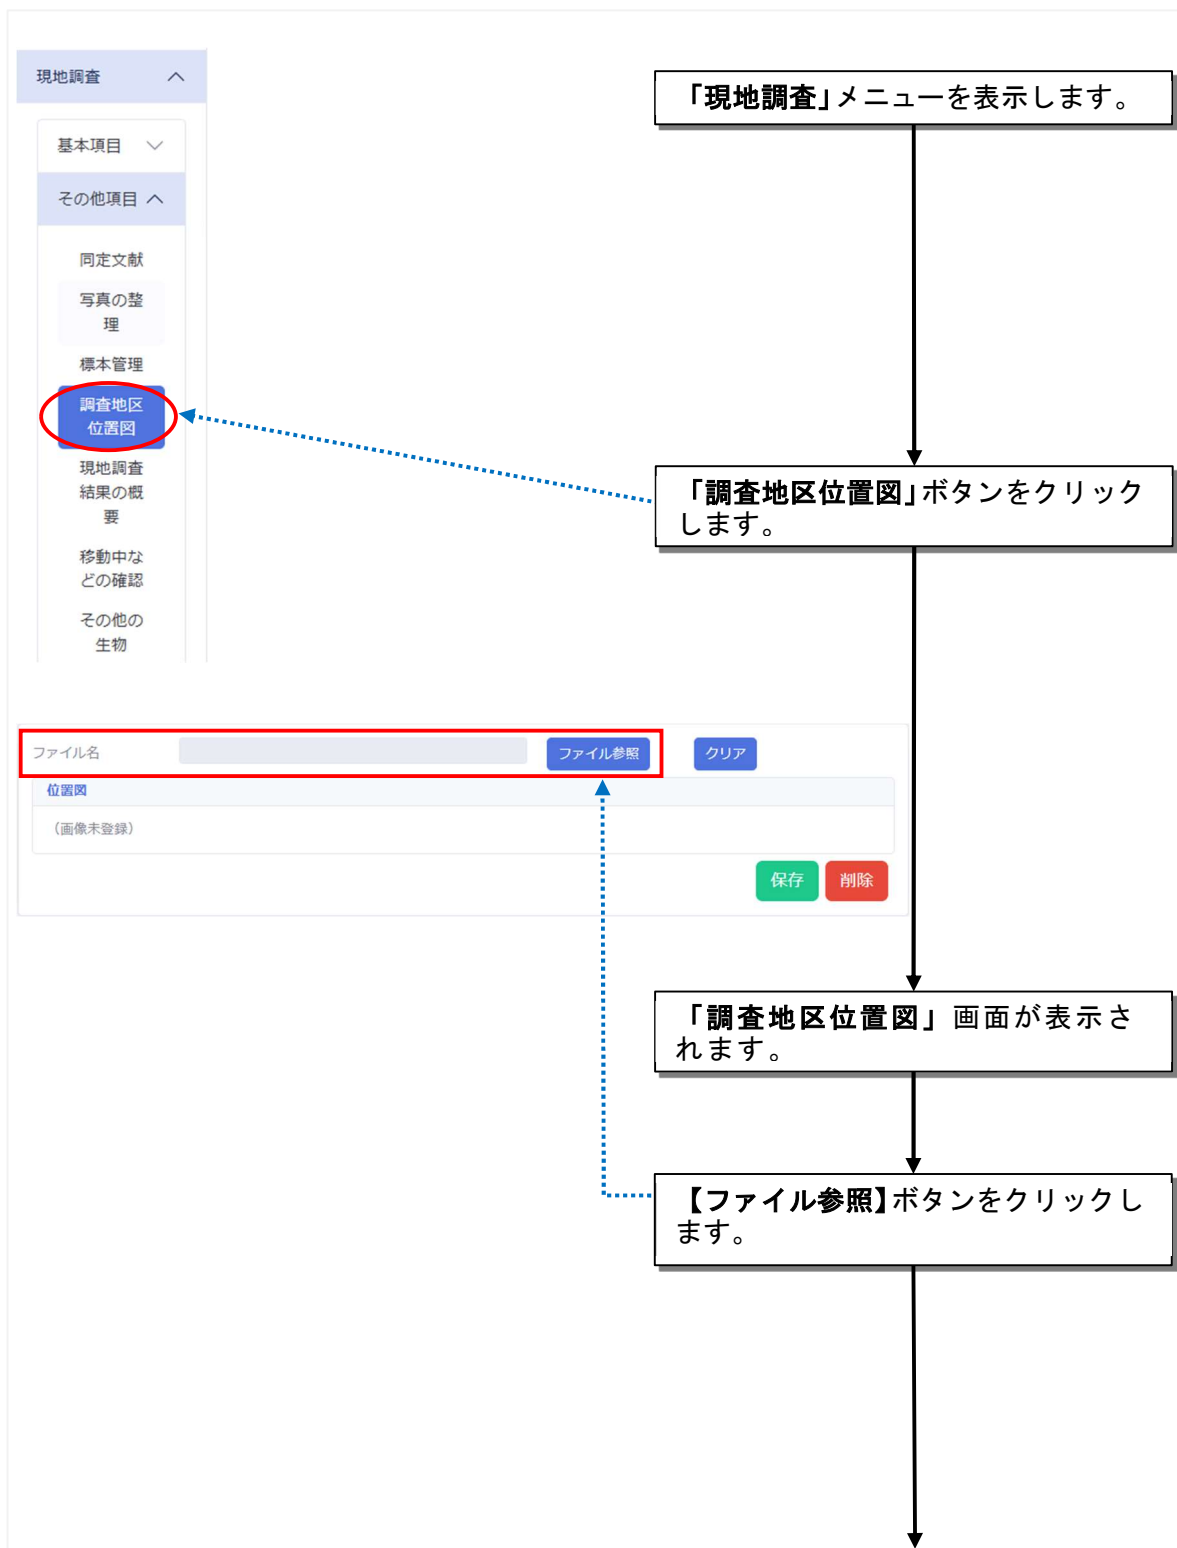 現地調査
基本項目
その他項目
同定文献
写真の整
理
標本管理
調査地区
位置図
現地調査
結果の概
要
移動中な
どの確認
その他の
生物
「現地調査」メニューを表示します。
「調査地区位置図」ボタンをクリック
します。
ファイル名
ファイル参照
クリア
位置図
（画像未登録）
保存
削除
「調査地区位置図」画面が表示さ
れます。
【ファイル参照】ボタンをクリックし
ます。